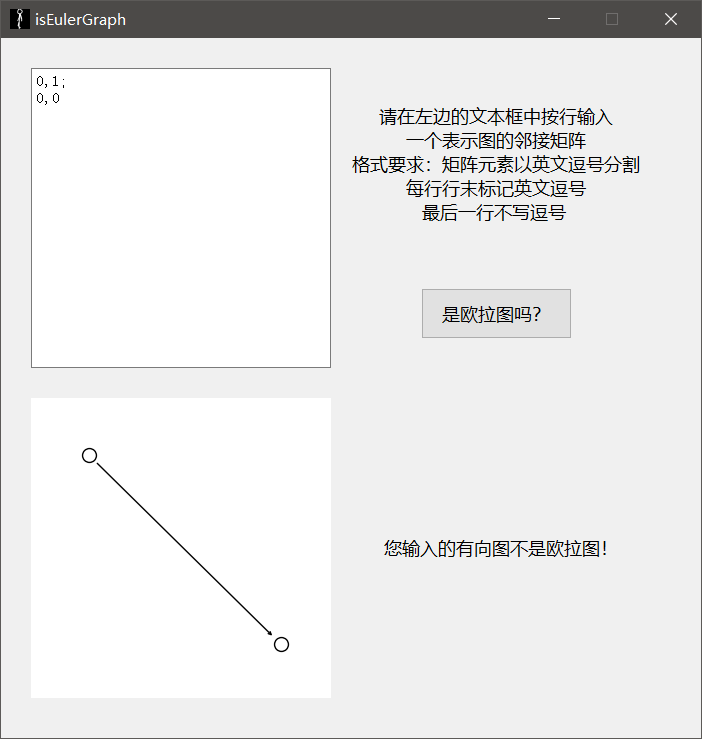 isEulerGraph
0,1;
0,0
请在左边的文本框中按行输入
一个表示图的邻接矩阵
格式要求：矩阵元素以英文逗号分割
每行行末标记英文逗号
最后一行不写逗号
是欧拉图吗?
您输入的有向图不是欧拉图！